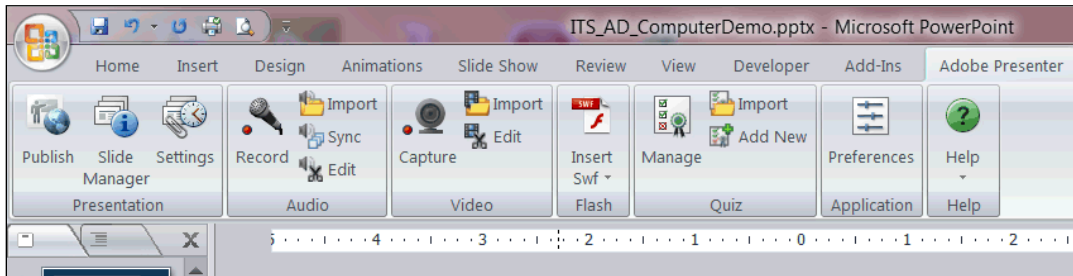 ITS_AD_ComputerDemo.pptx - Microsoft PowerPoint
Home Insert Design Animations Slide Show Review View Developer Add-Ins Adobe Presenter
Publish Slide Manager Settings
Presentation
Record Import Sync Edit
Audio
Capture Import Edit
Video
SWF
Insert Swf
Flash
Manage Import Add New
Quiz
Preferences
Application
? Help
Help
5 4 3 2 1 0 1 2